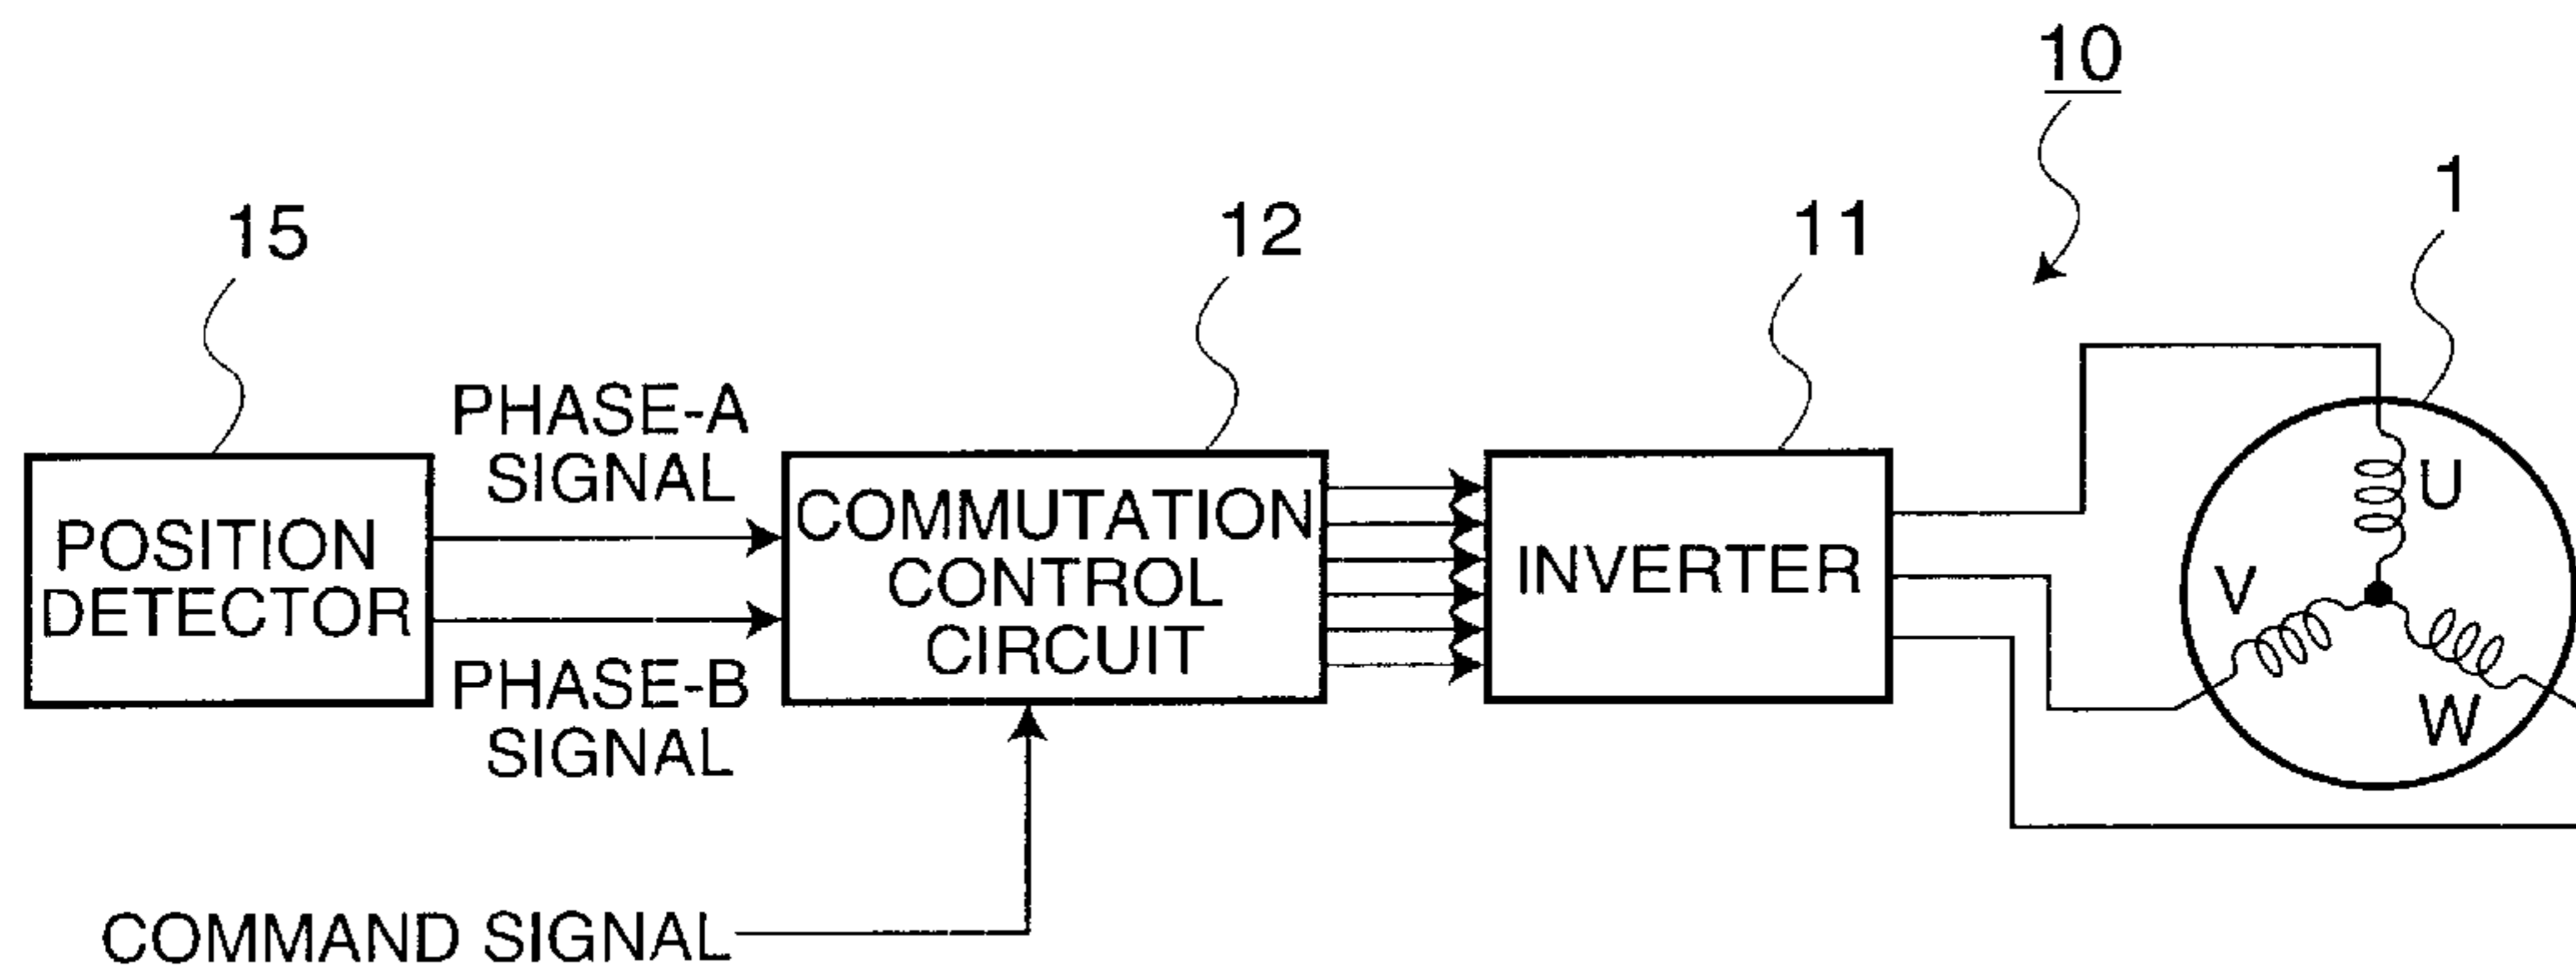 10
1
15
12
11
PHASE-A
SIGNAL
POSITION
DETECTOR
COMMUTATION
CONTROL
CIRCUIT
INVERTER
U
V
W
PHASE-B
SIGNAL
COMMAND SIGNAL